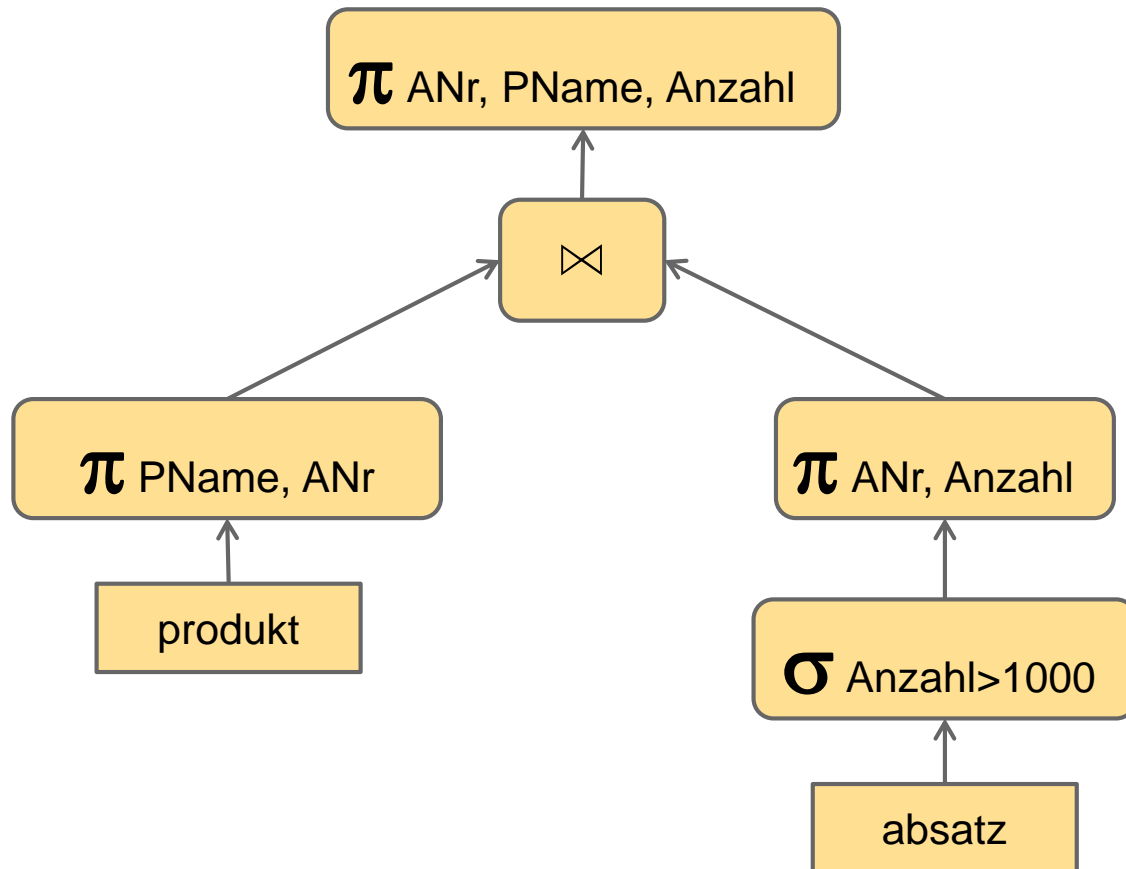 π ANr, PName, Anzahl
⋈
π PName, ANr
π ANr, Anzahl
produkt
σ Anzahl>1000
absatz